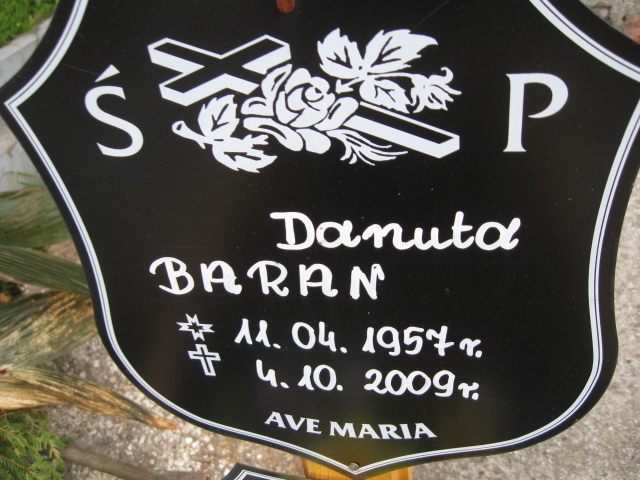 Ś P
Danuta
BARAN
11. 04. 1957 r.
4. 10. 2009 r.
AVE MARIA